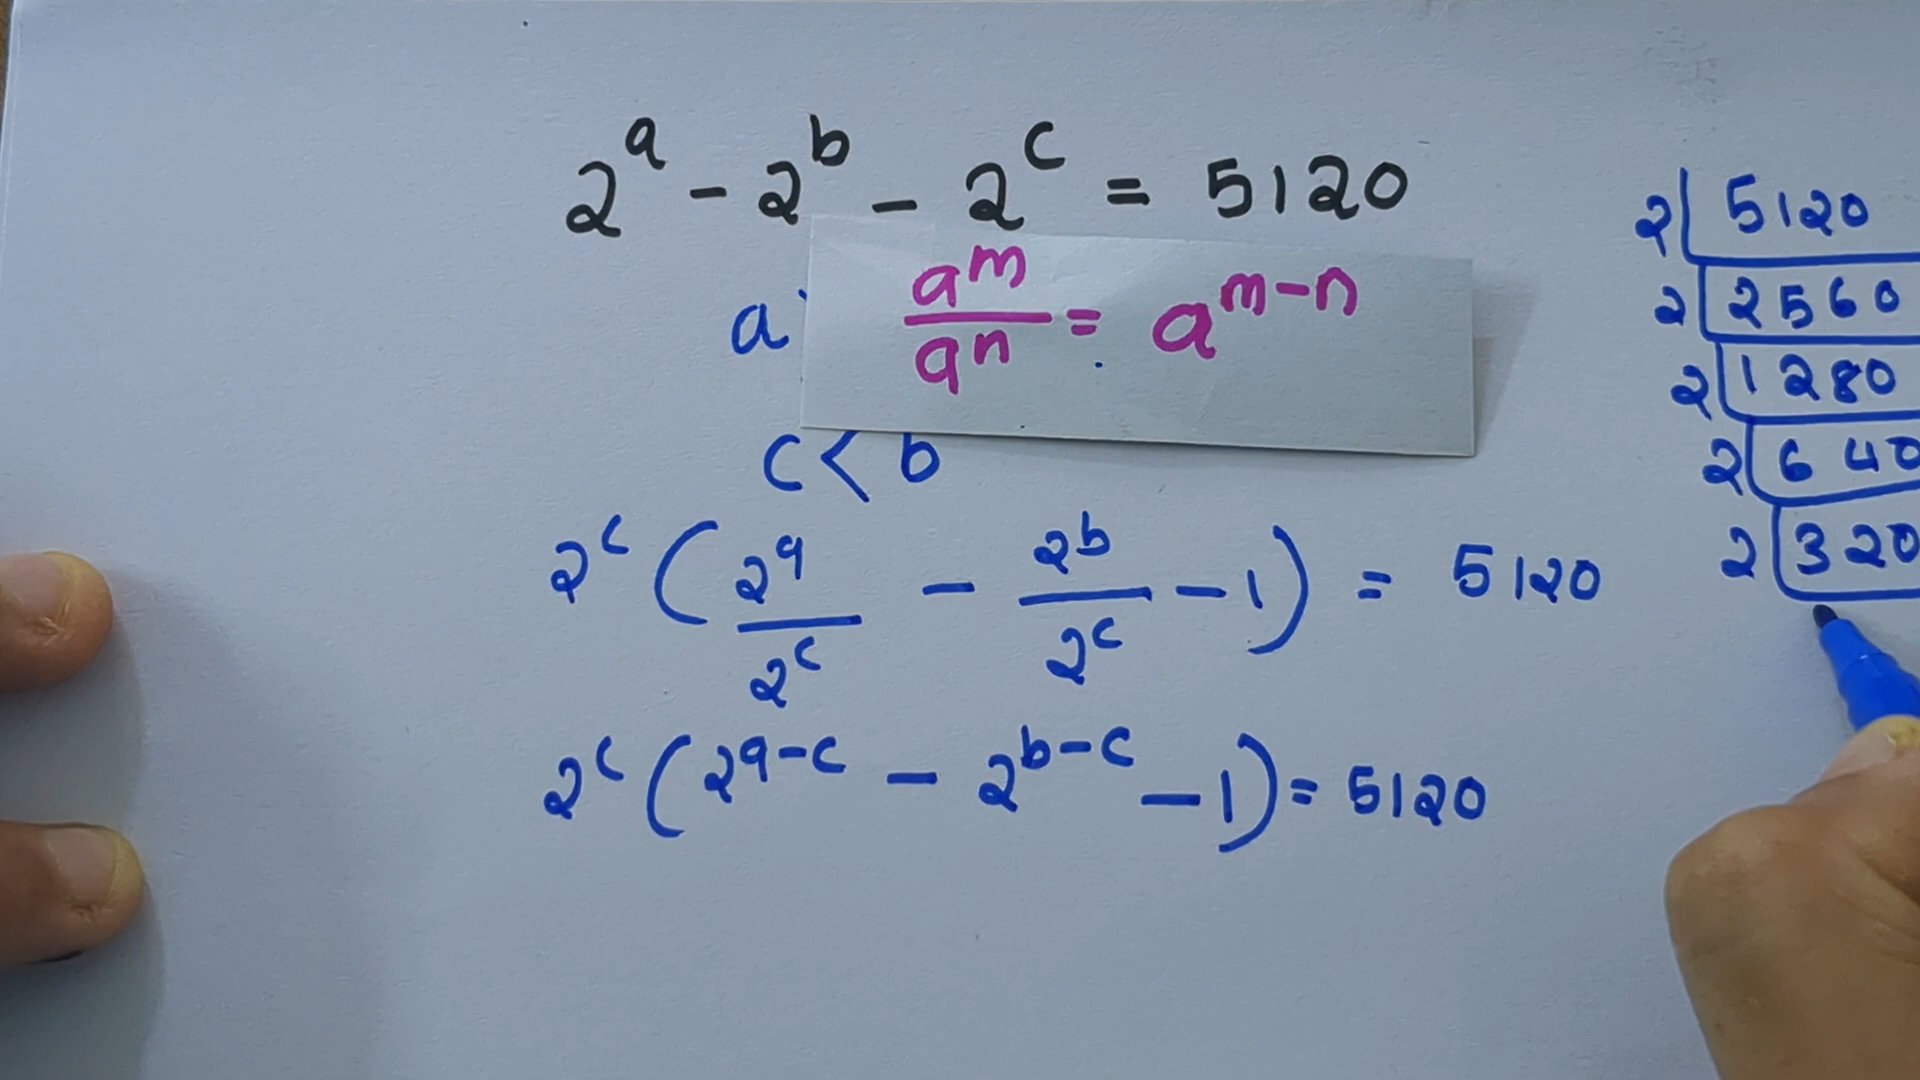 2^a - 2^b - 2^c = 5120
a^m/a^n = a^(m-n)
a
c < b
2^c (2^a/2^c - 2^b/2^c - 1) = 5120
2^c (2^(a-c) - 2^(b-c) - 1) = 5120
2 | 5120
2 | 2560
2 | 1280
2 | 640
2 | 320